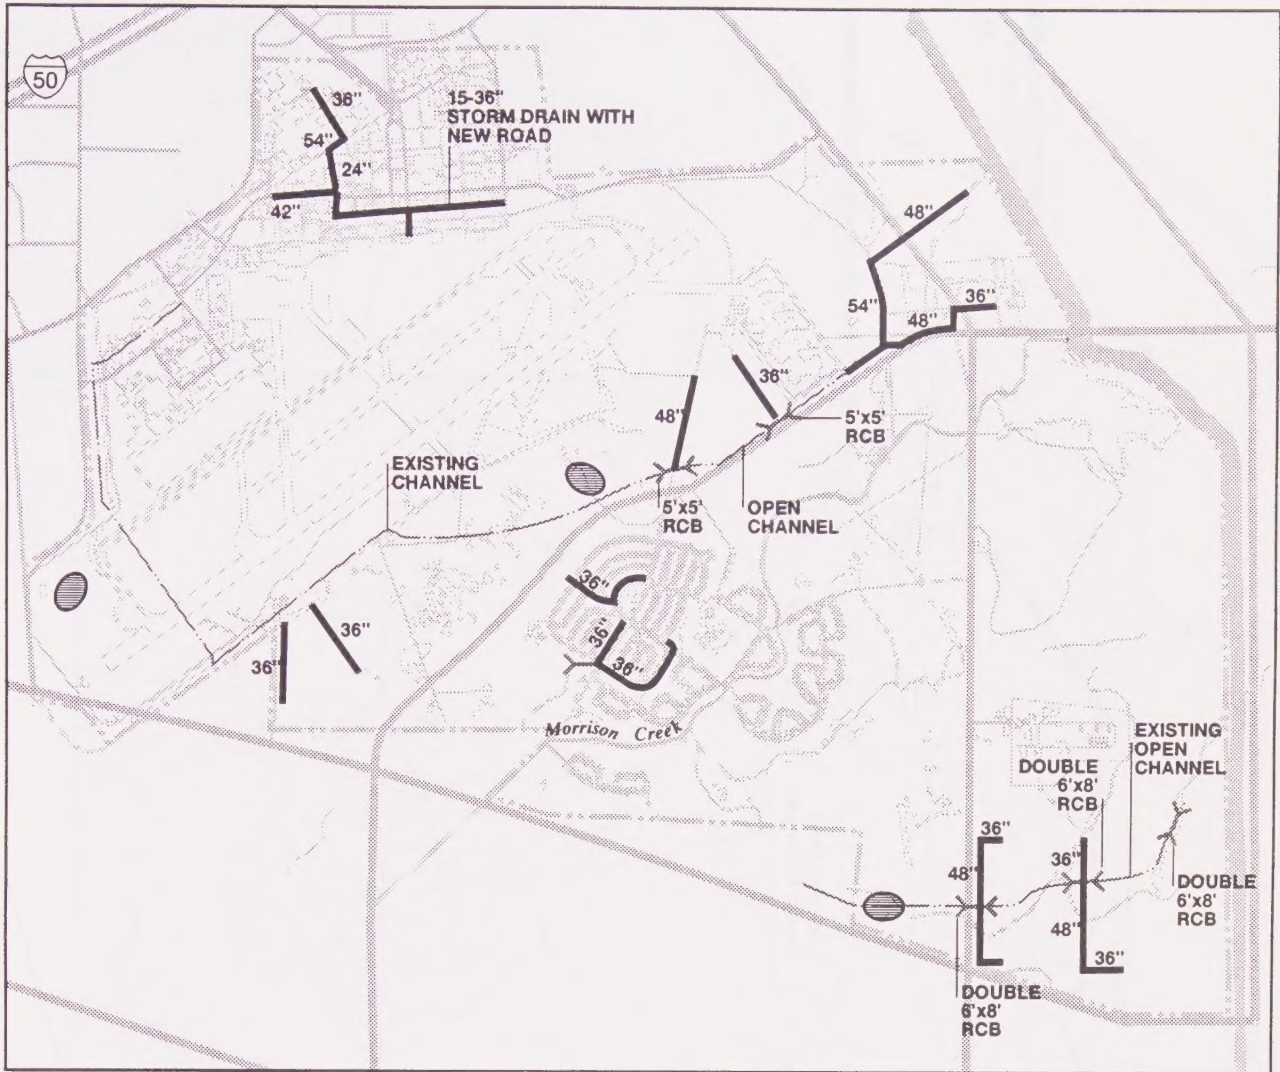 50
36"
54"
24"
42"
15-36"
STORM DRAIN WITH
NEW ROAD
48"
54"
36"
48"
36"
48"
5'x5'
RCB
EXISTING
CHANNEL
5'x5'
RCB
OPEN
CHANNEL
36"
36"
36"
36"
36"
Morrison Creek
EXISTING
OPEN
CHANNEL
DOUBLE
6'x8'
RCB
36"
48"
36"
48"
36"
DOUBLE
6'x8'
RCB
DOUBLE
6'x8'
RCB